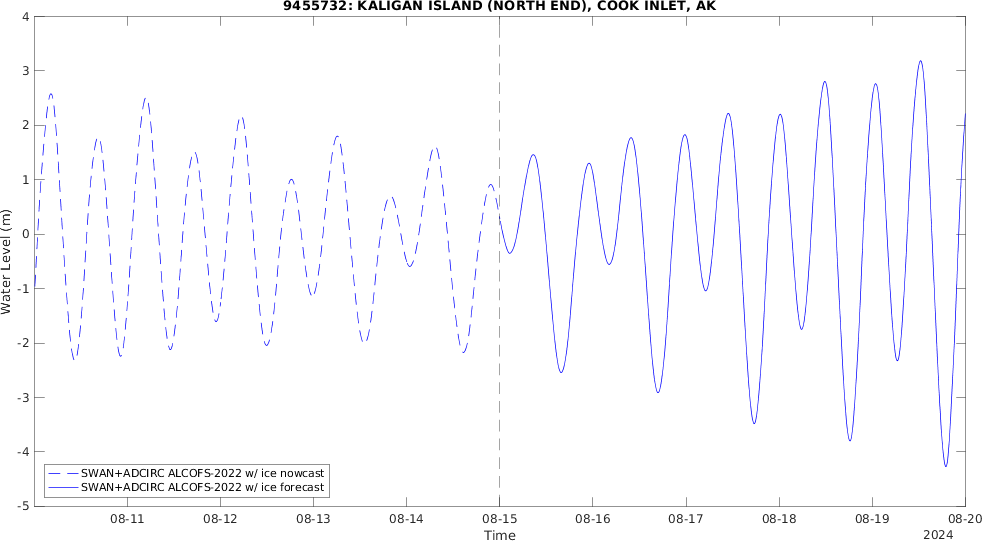 9455732: KALIGAN ISLAND (NORTH END), COOK INLET, AK
4
3
2
1
0
-1
-2
-3
-4
-5
Water Level (m)
SWAN+ADCIRC ALCOFS-2022 w/ ice nowcast
SWAN+ADCIRC ALCOFS-2022 w/ ice forecast
08-11 08-12 08-13 08-14 08-15 08-16 08-17 08-18 08-19 08-20
Time
2024